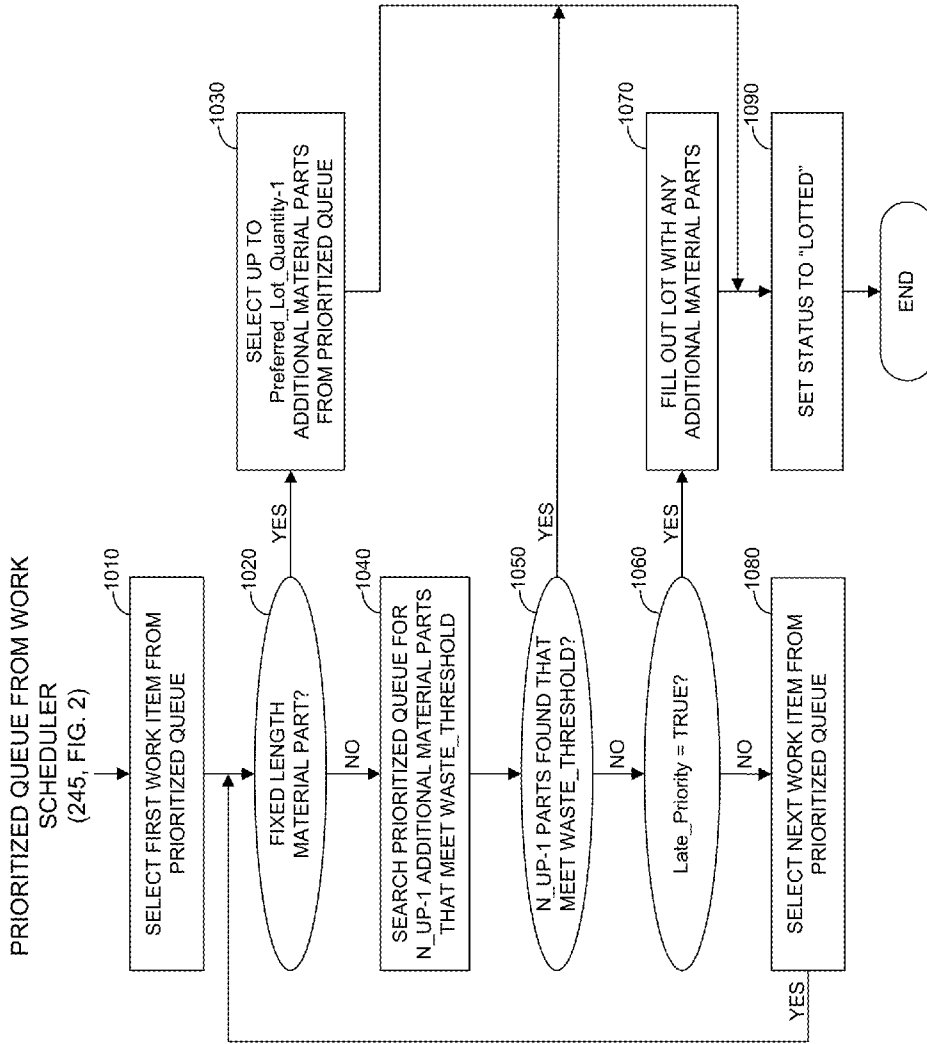 PRIORITIZED QUEUE FROM WORK
SCHEDULER
(245, FIG. 2)
1010
SELECT FIRST WORK ITEM FROM
PRIORITIZED QUEUE
1020
FIXED LENGTH
MATERIAL PART?
YES
NO
1030
SELECT UP TO
Preferred_Lot_Quantity-1
ADDITIONAL MATERIAL PARTS
FROM PRIORITIZED QUEUE
1040
SEARCH PRIORITIZED QUEUE FOR
N_UP-1 ADDITIONAL MATERIAL PARTS
THAT MEET WASTE_THRESHOLD
1050
N_UP-1 PARTS FOUND THAT
MEET WASTE_THRESHOLD?
YES
NO
1060
Late_Priority = TRUE?
YES
NO
1070
FILL OUT LOT WITH ANY
ADDITIONAL MATERIAL PARTS
1080
SELECT NEXT WORK ITEM FROM
PRIORITIZED QUEUE
YES
1090
SET STATUS TO "LOTTED"
END